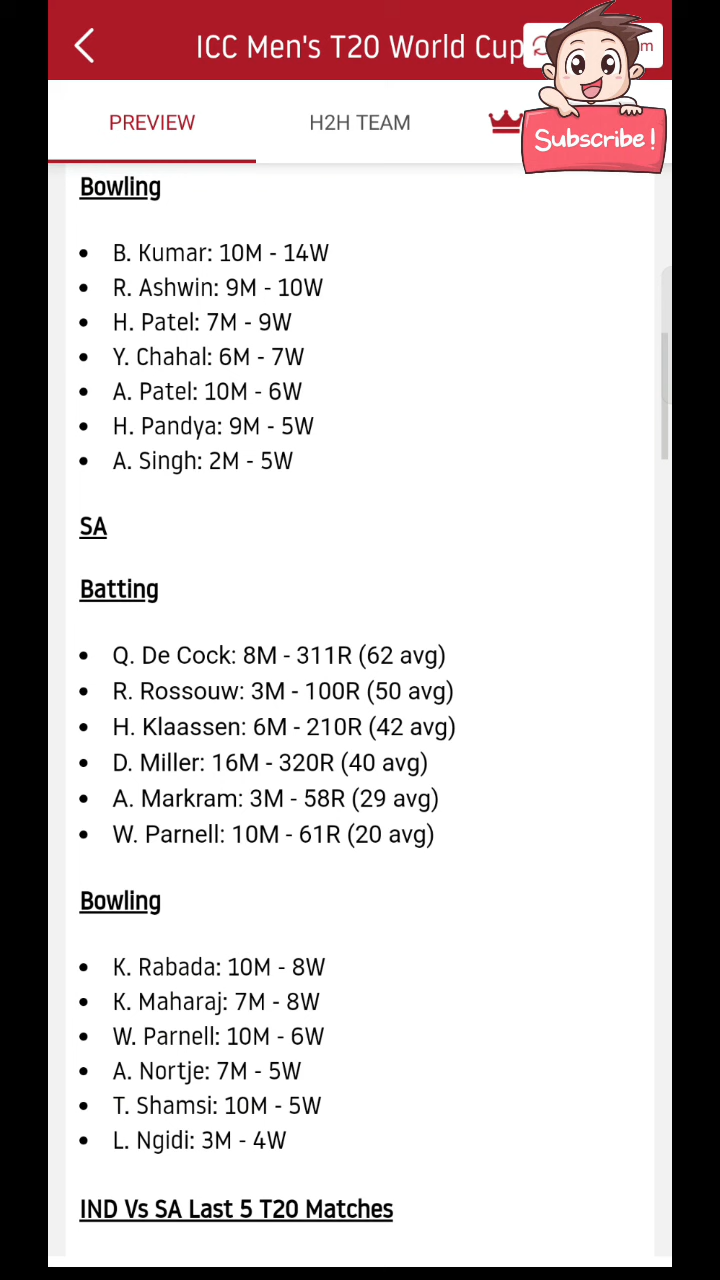 ICC Men's T20 World Cup
m
PREVIEW
H2H TEAM
Subscribe!
Bowling
• B. Kumar: 10M - 14W
• R. Ashwin: 9M - 10W
• H. Patel: 7M - 9W
• Y. Chahal: 6M - 7W
• A. Patel: 10M - 6W
• H. Pandya: 9M - 5W
• A. Singh: 2M - 5W
SA
Batting
• Q. De Cock: 8M - 311R (62 avg)
• R. Rossouw: 3M - 100R (50 avg)
• H. Klaassen: 6M - 210R (42 avg)
• D. Miller: 16M - 320R (40 avg)
• A. Markram: 3M - 58R (29 avg)
• W. Parnell: 10M - 61R (20 avg)
Bowling
• K. Rabada: 10M - 8W
• K. Maharaj: 7M - 8W
• W. Parnell: 10M - 6W
• A. Nortje: 7M - 5W
• T. Shamsi: 10M - 5W
• L. Ngidi: 3M - 4W
IND Vs SA Last 5 T20 Matches